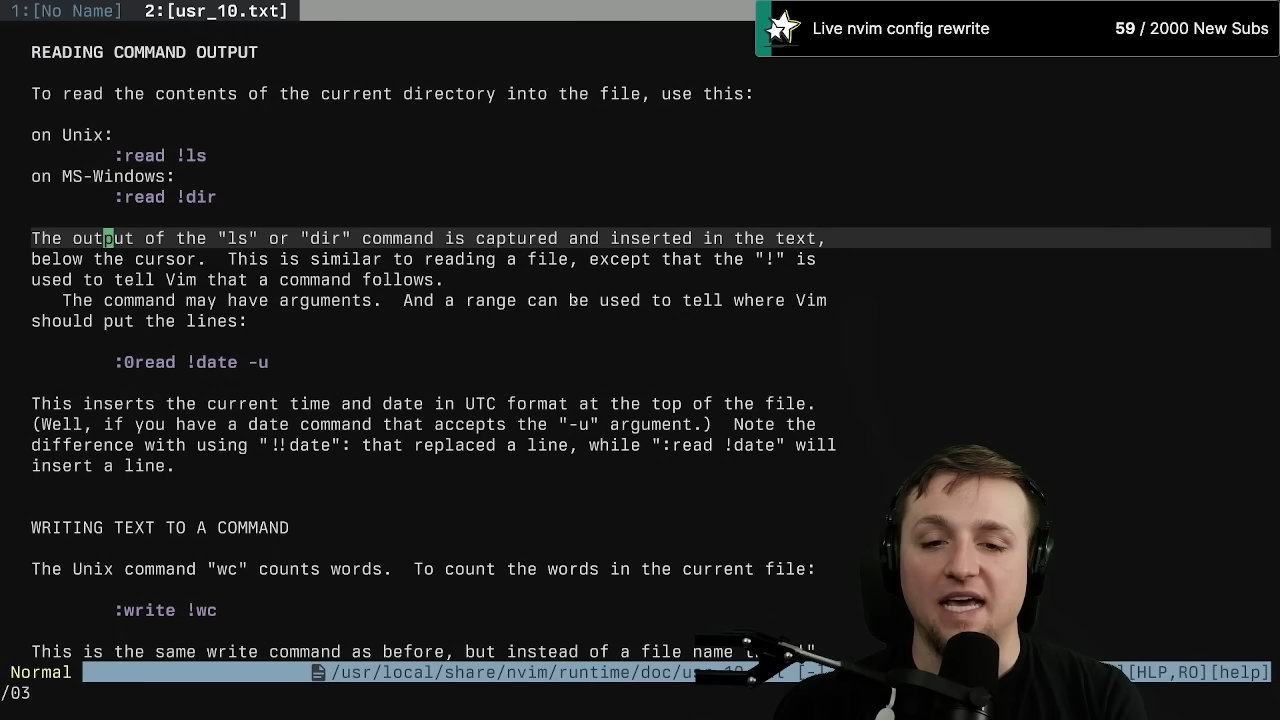 1:[No Name]  2:[usr_10.txt]
Live nvim config rewrite
59 / 2000 New Subs
READING COMMAND OUTPUT
To read the contents of the current directory into the file, use this:
on Unix:
:read !ls
on MS-Windows:
:read !dir
The output of the "ls" or "dir" command is captured and inserted in the text,
below the cursor.  This is similar to reading a file, except that the "!" is
used to tell Vim that a command follows.
The command may have arguments.  And a range can be used to tell where Vim
should put the lines:
:0read !date -u
This inserts the current time and date in UTC format at the top of the file.
(Well, if you have a date command that accepts the "-u" argument.)  Note the
difference with using "!!date": that replaced a line, while ":read !date" will
insert a line.
WRITING TEXT TO A COMMAND
The Unix command "wc" counts words.  To count the words in the current file:
:write !wc
This is the same write command as before, but instead of a file name
Normal /usr/local/share/nvim/runtime/doc/ [-] [HLP,RO][help]
/03